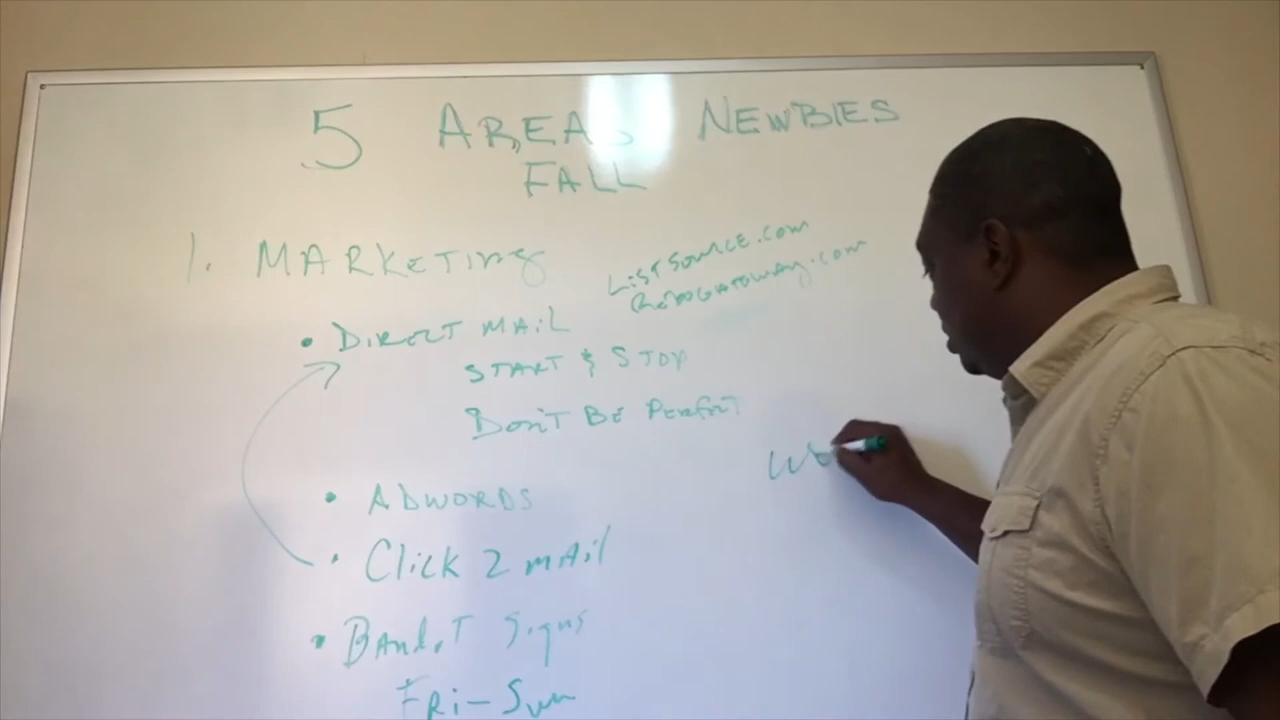 5 AREAS NEWBIES
FALL
1. MARKETing
ListSource.com
ReboGateway.com
• DIRECT MAiL
START & STOP
Don't BE PERFECT
• ADWORDS
• Click 2 mAil
• BANdiT Signs
FRi-Sun